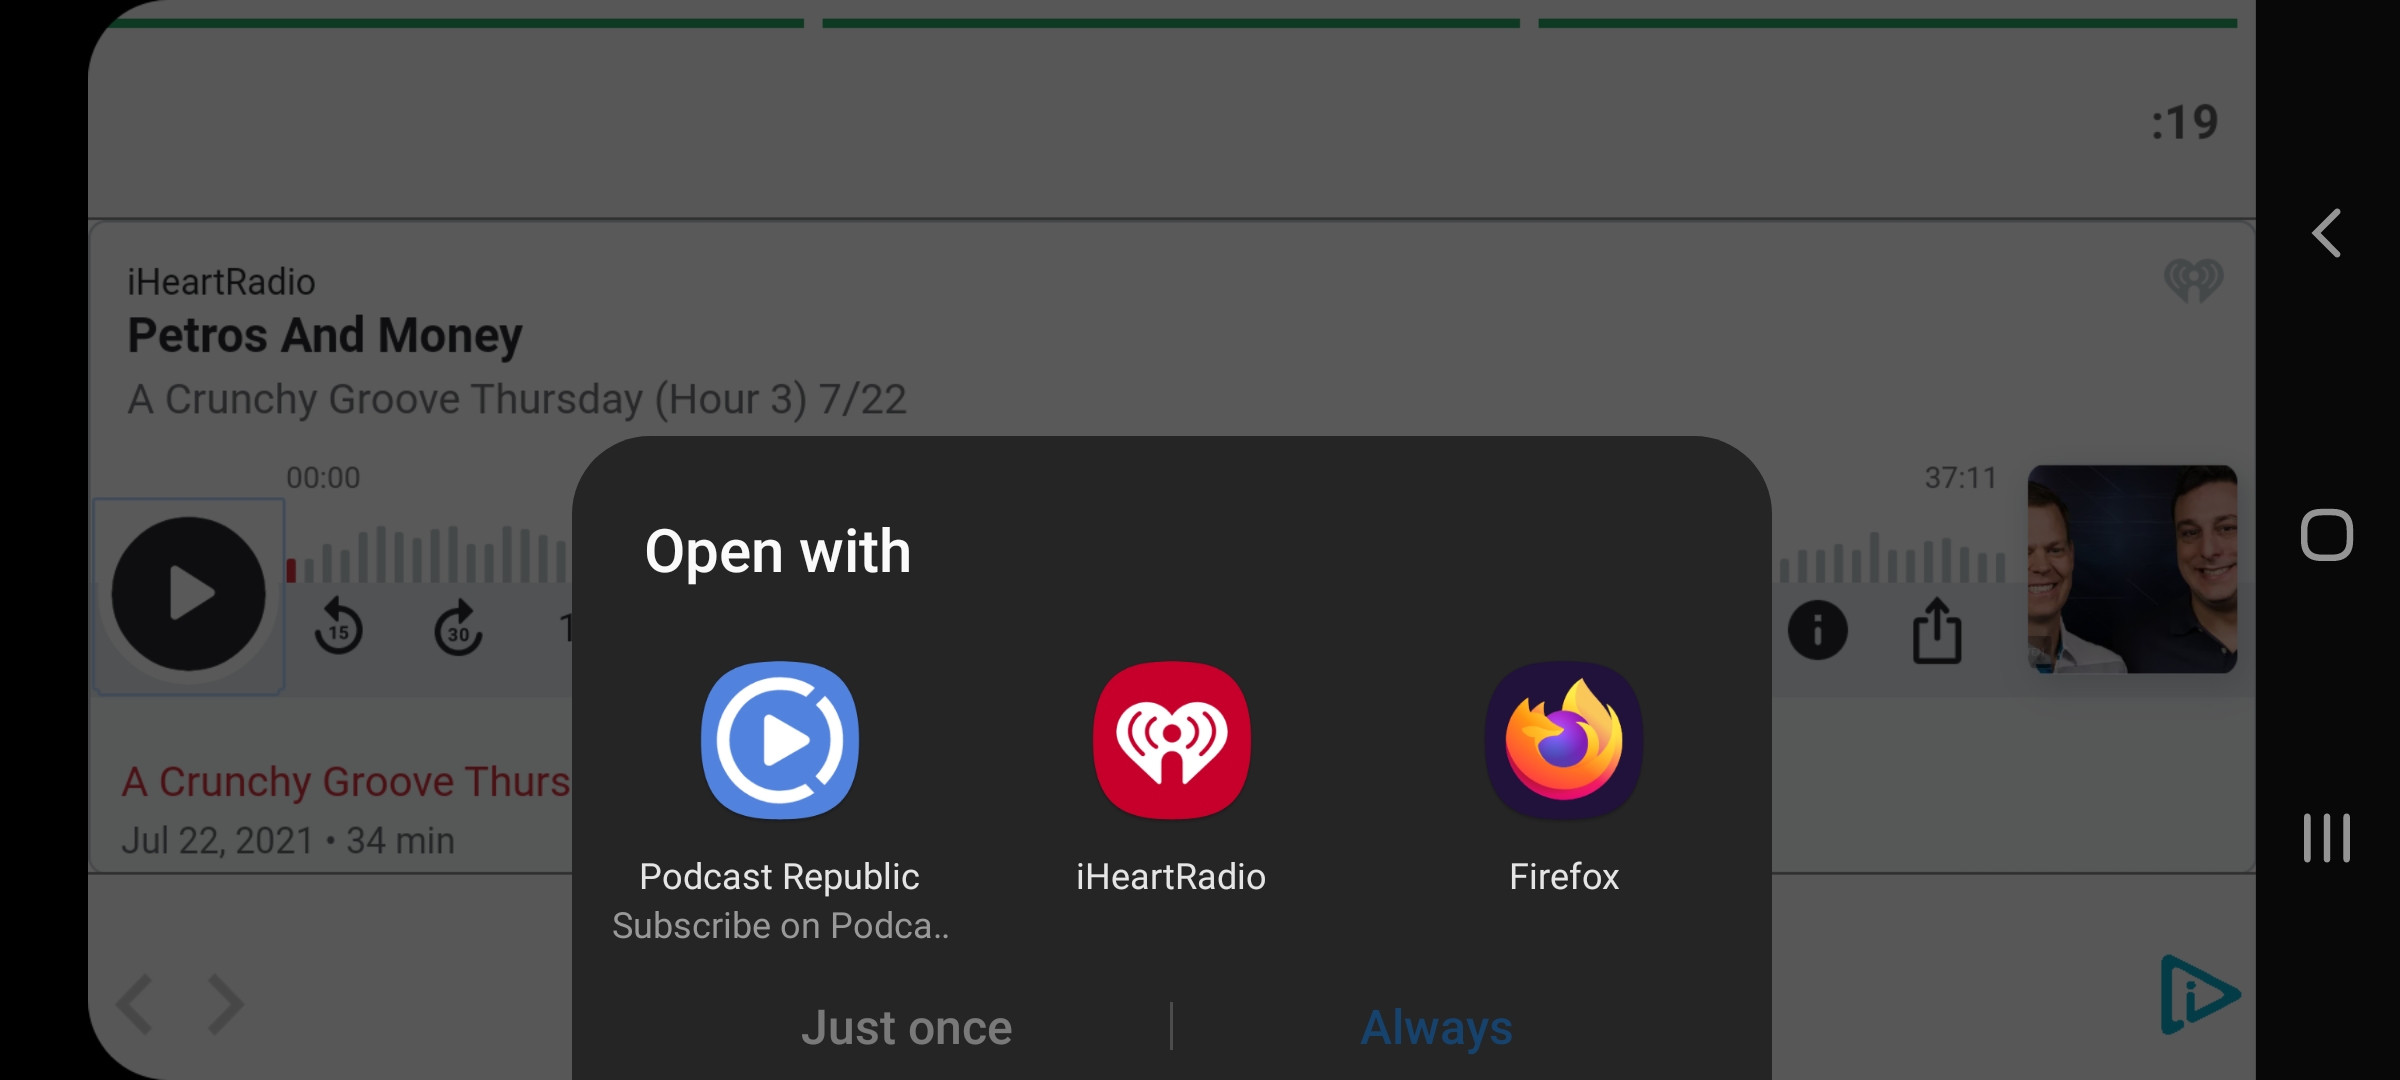 :19
iHeartRadio
Petros And Money
A Crunchy Groove Thursday (Hour 3) 7/22
00:00
37:11
15
30
1
Open with
A Crunchy Groove Thurs
Jul 22, 2021 • 34 min
Podcast Republic
Subscribe on Podca..
iHeartRadio
Firefox
Just once
Always